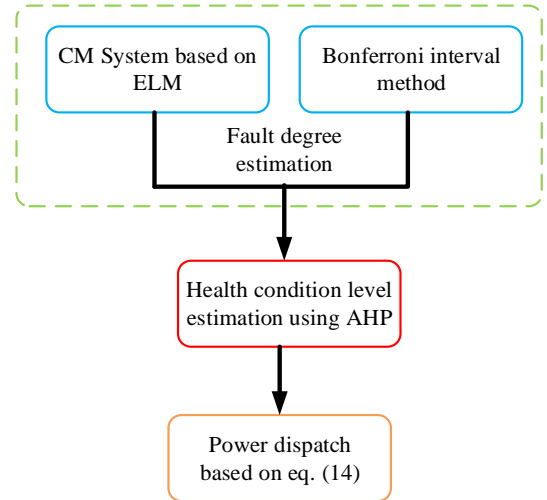 CM System based on
ELM
Bonferroni interval
method
Fault degree
estimation
Health condition level
estimation using AHP
Power dispatch
based on eq. (14)